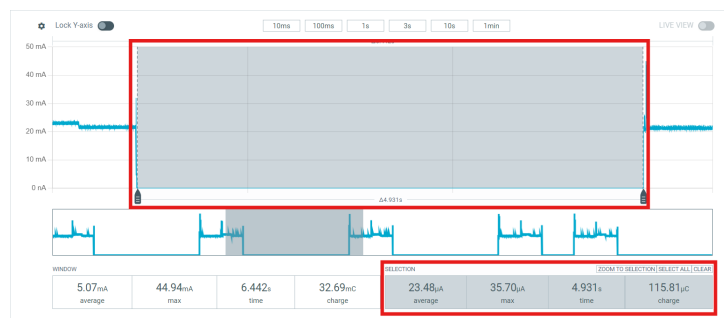 Lock Y-axis
10ms 100ms 1s 3s 10s 1min
LIVE VIEW
50 mA
40 mA
30 mA
20 mA
10 mA
0 nA
Δ4.931s
WINDOW
SELECTION
ZOOM TO SELECTION SELECT ALL CLEAR
5.07mA 44.94mA 6.442s 32.69mC 23.48μA 35.70μA 4.931s 115.81μC
average max time charge average max time charge